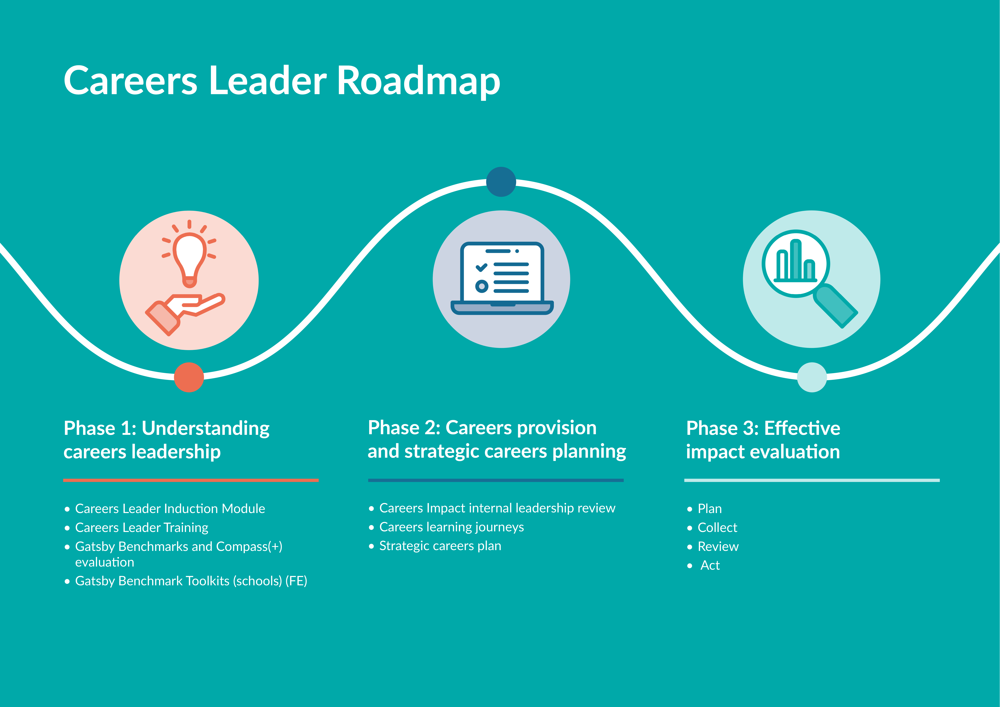 Careers Leader Roadmap
Phase 1: Understanding
careers leadership
• Careers Leader Induction Module
• Careers Leader Training
• Gatsby Benchmarks and Compass(+)
evaluation
• Gatsby Benchmark Toolkits (schools) (FE)
Phase 2: Careers provision
and strategic careers planning
• Careers Impact internal leadership review
• Careers learning journeys
• Strategic careers plan
Phase 3: Effective
impact evaluation
• Plan
• Collect
• Review
• Act